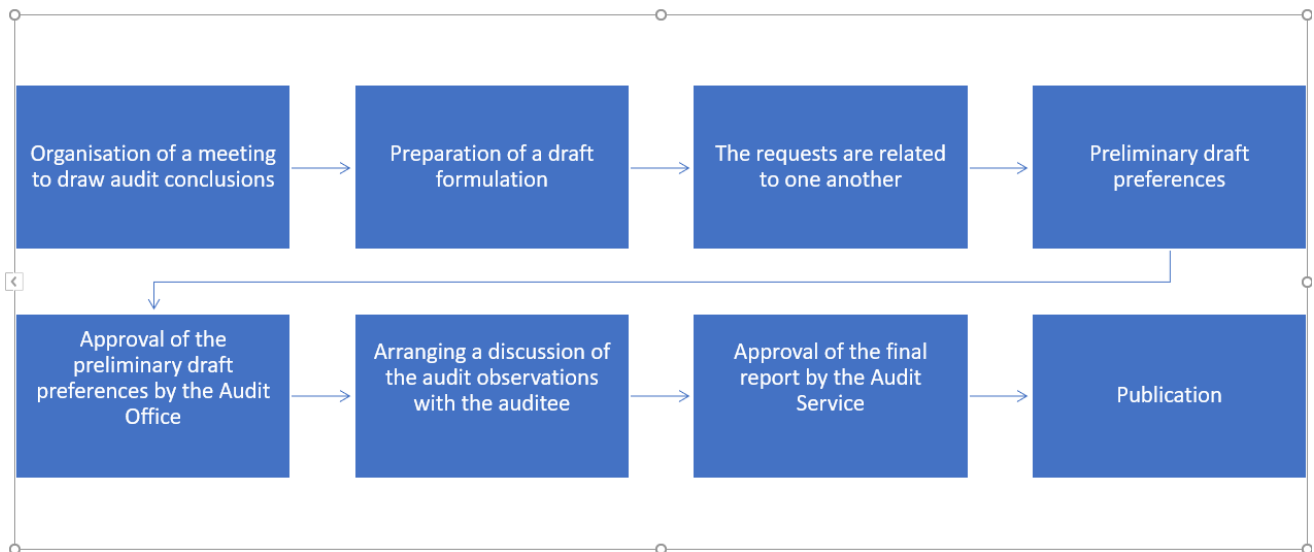 Organisation of a meeting
to draw audit conclusions
Preparation of a draft
formulation
The requests are related
to one another
Preliminary draft
preferences
Approval of the
preliminary draft
preferences by the Audit
Office
Arranging a discussion of
the audit observations
with the auditee
Approval of the final
report by the Audit
Service
Publication